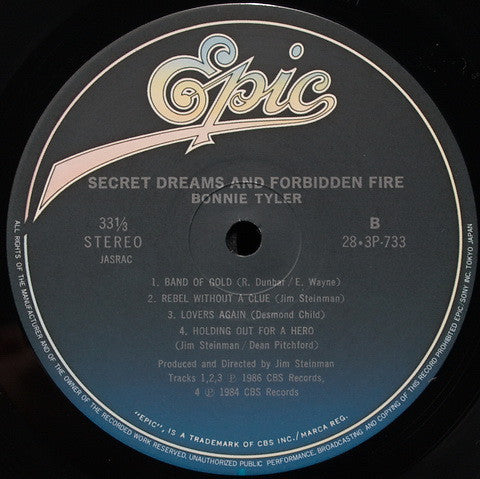 Epic
SECRET DREAMS AND FORBIDDEN FIRE
BONNIE TYLER
33⅓
STEREO
JASRAC
B
28・3P-733
1. BAND OF GOLD (R. Dunbar/E. Wayne)
2. REBEL WITHOUT A CLUE (Jim Steinman)
3. LOVERS AGAIN (Desmond Child)
4. HOLDING OUT FOR A HERO
(Jim Steinman/Dean Pitchford)
Produced and Directed by Jim Steinman
Tracks 1,2,3 ℗ 1986 CBS Records,
4 ℗ 1984 CBS Records
"EPIC", IS A TRADEMARK OF CBS INC./MARCA REG.
ALL RIGHTS OF THE MANUFACTURER AND OF THE OWNER OF THE RECORDED WORK RESERVED, UNAUTHORIZED PUBLIC PERFORMANCE, BROADCASTING AND COPYING OF THIS RECORD PROHIBITED EPIC SONY INC. TOKYO JAPAN